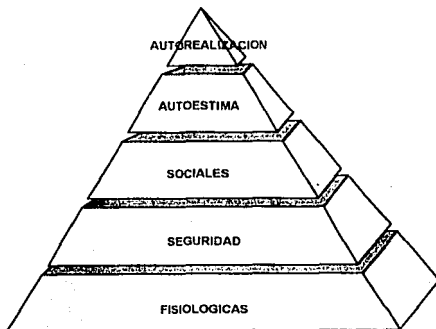 AUTOREALIZACION
AUTOESTIMA
SOCIALES
SEGURIDAD
FISIOLOGICAS